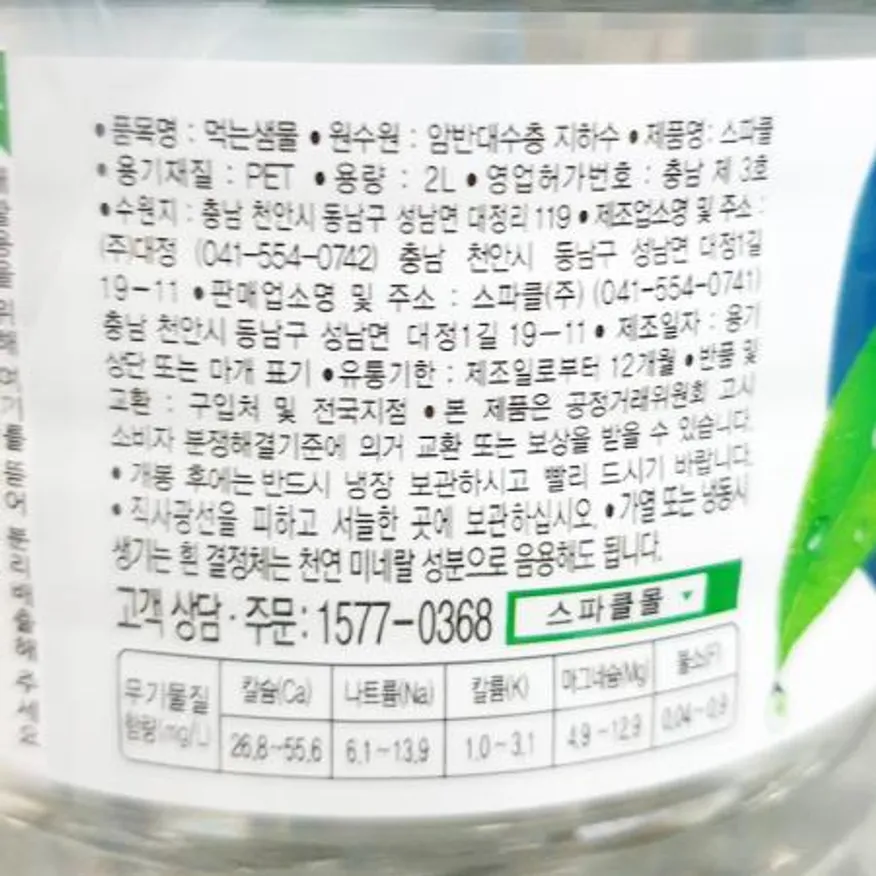 • 품목명 : 먹는샘물 • 원수원 : 암반대수층 지하수 • 제품명: 스파클
• 용기재질 : PET • 용량 : 2L • 영업허가번호 : 충남 제 3호
• 수원지 : 충남 천안시 동남구 성남면 대정리 119 • 제조업소명 및 주소 :
(주)대정 (041-554-0742) 충남 천안시 동남구 성남면 대정1길
19-11 • 판매업소명 및 주소 : 스파클(주) (041-554-0741)
충남 천안시 동남구 성남면 대정1길 19-11 • 제조일자 : 용기
상단 또는 마개 표기 • 유통기한 : 제조일로부터 12개월 • 반품 및
교환 : 구입처 및 전국지점 • 본 제품은 공정거래위원회 고시
소비자 분쟁해결기준에 의거 교환 또는 보상을 받을 수 있습니다.
• 개봉 후에는 반드시 냉장 보관하시고 빨리 드시기 바랍니다.
• 직사광선을 피하고 서늘한 곳에 보관하십시오. • 가열 또는 냉동시
생기는 흰 결정체는 천연 미네랄 성분으로 음용해도 됩니다.
고객 상담 · 주문 : 1577-0368 스파클몰
무기물질 칼슘(Ca) 나트륨(Na) 칼륨(K) 마그네슘(Mg) 불소(F)
함량(mg/L) 26.8~55.6 6.1~13.9 1.0~3.1 4.9~12.9 0.04~0.9
위해 여기를 뜯어 분리배출해 주세요